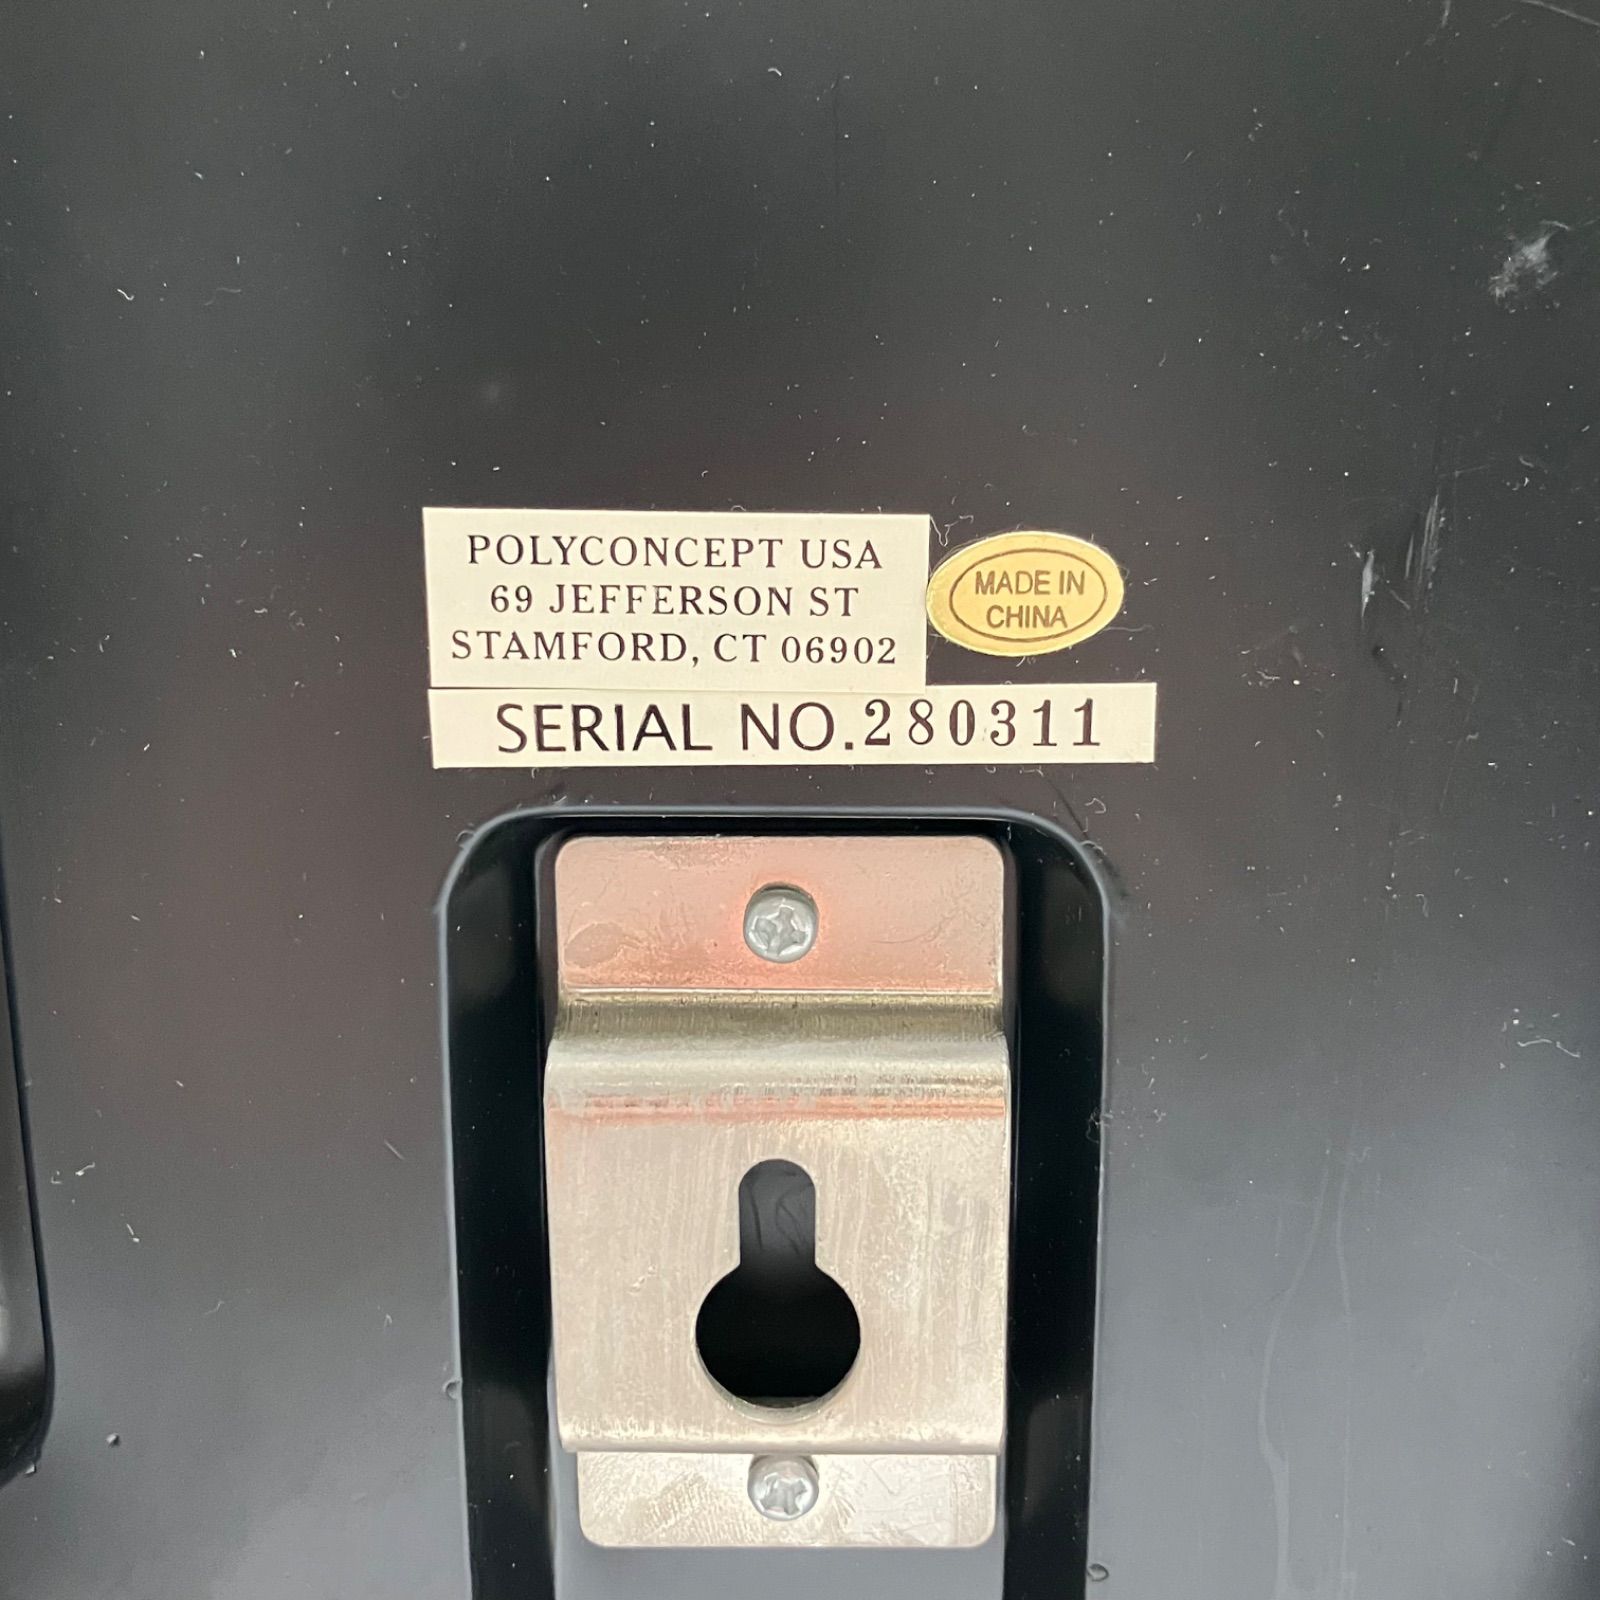 POLYCONCEPT USA
69 JEFFERSON ST
STAMFORD, CT 06902
MADE IN
CHINA
SERIAL NO.280311